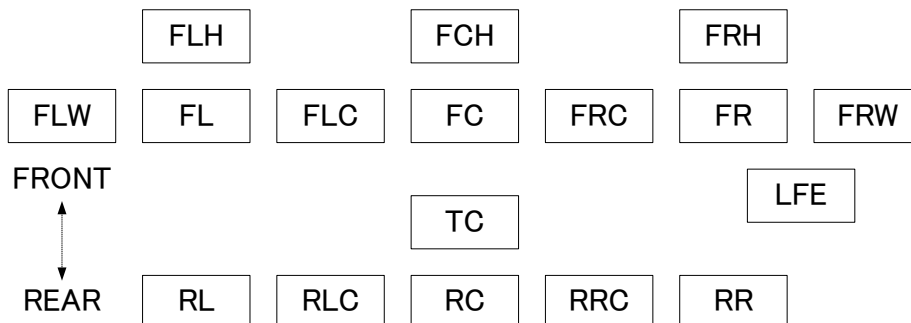 FLH FCH FRH
FLW FL FLC FC FRC FR FRW
FRONT
LFE
TC
REAR RL RLC RC RRC RR